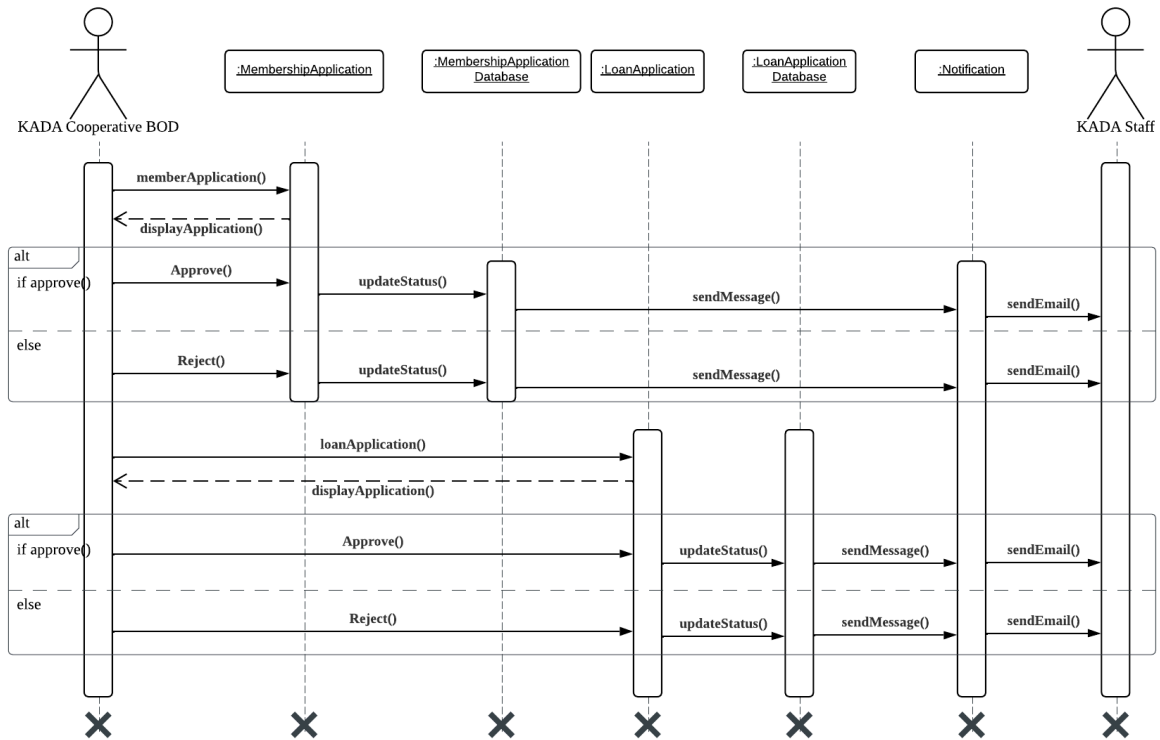 :MembershipApplication
:MembershipApplication
Database
:LoanApplication
:LoanApplication
Database
:Notification
KADA Cooperative BOD
KADA Staff
memberApplication()
displayApplication()
alt
if approve()
Approve()
updateStatus()
sendMessage()
sendEmail()
else
Reject()
updateStatus()
sendMessage()
sendEmail()
loanApplication()
displayApplication()
alt
if approve()
Approve()
updateStatus()
sendMessage()
sendEmail()
else
Reject()
updateStatus()
sendMessage()
sendEmail()